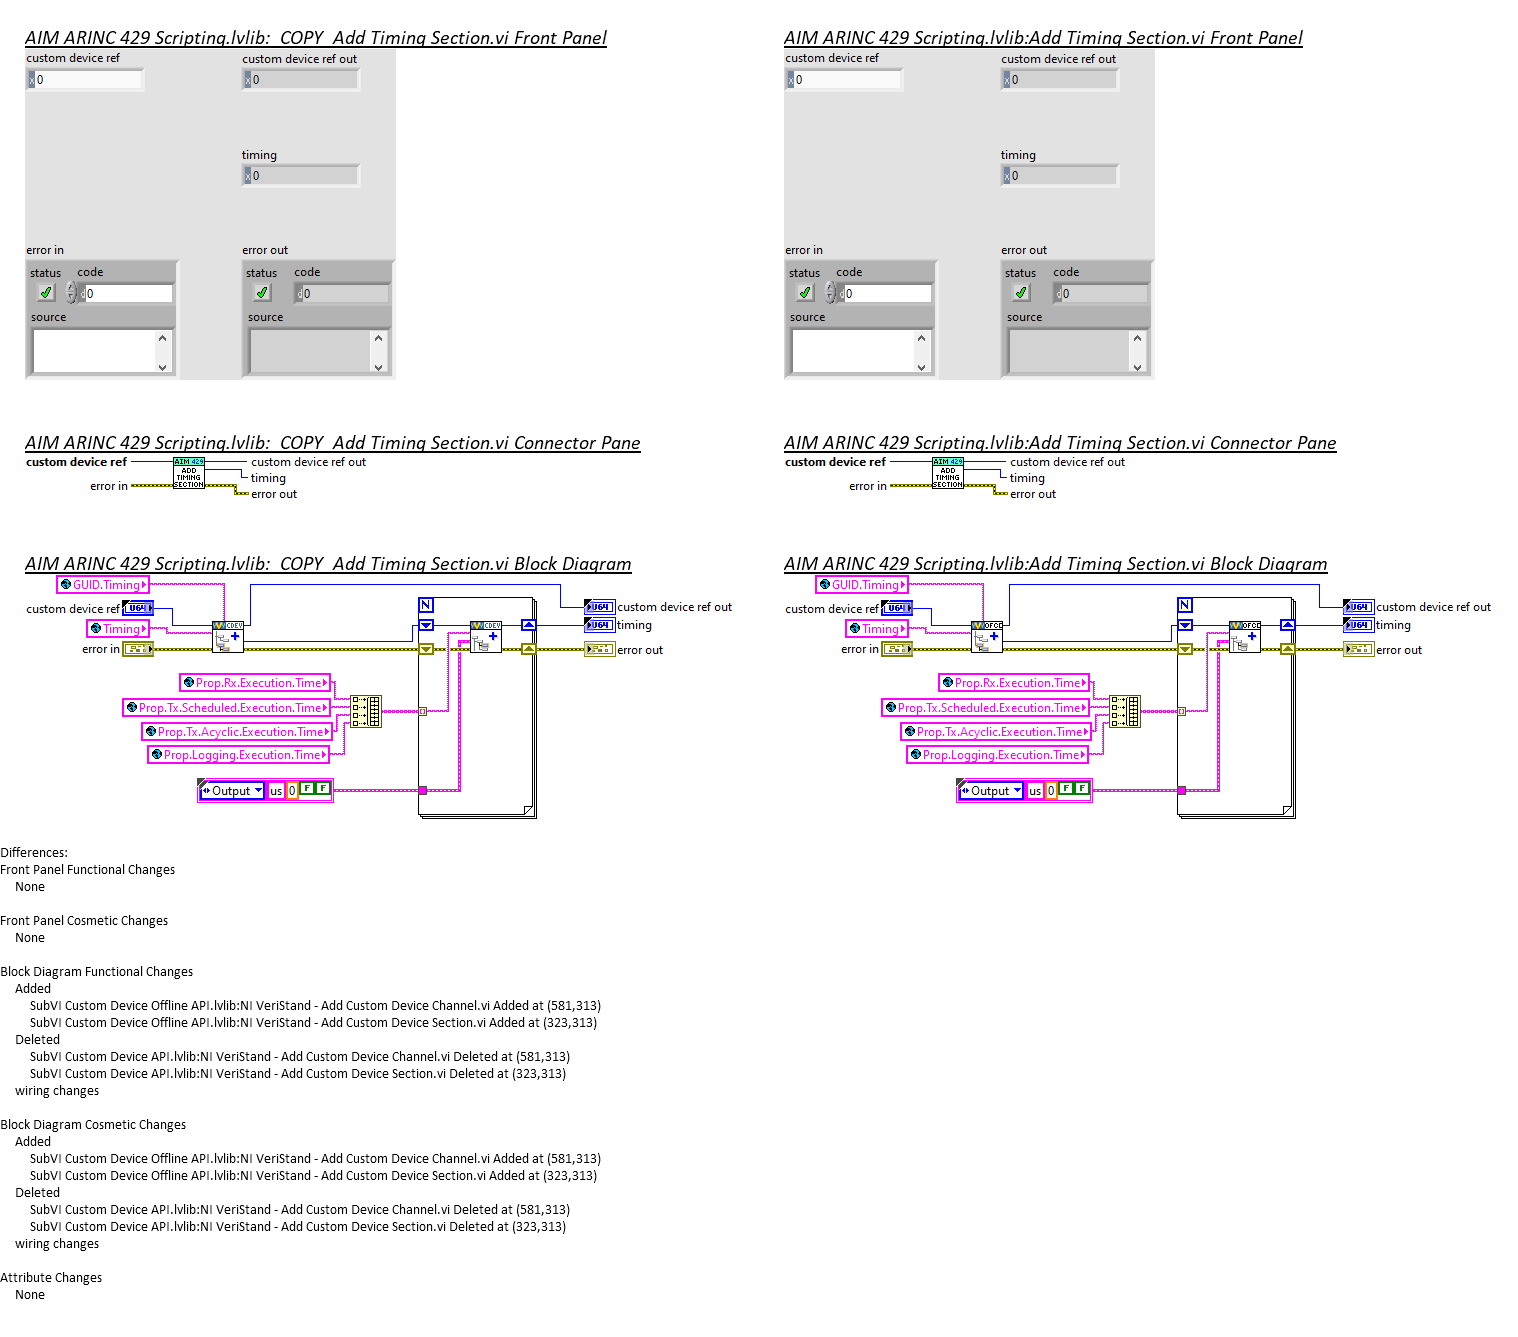 AIM ARINC 429 Scripting.lvlib:  COPY  Add Timing Section.vi Front Panel
custom device ref
custom device ref out
x 0
x 0
timing
x 0
error in
error out
status
code
status
code
d 0
d 0
source
source
AIM ARINC 429 Scripting.lvlib:Add Timing Section.vi Front Panel
custom device ref
custom device ref out
x 0
x 0
timing
x 0
error in
error out
status
code
status
code
d 0
d 0
source
source
AIM ARINC 429 Scripting.lvlib:  COPY  Add Timing Section.vi Connector Pane
custom device ref
AIM 429
ADD
TIMING
SECTION
custom device ref out
timing
error in
error out
AIM ARINC 429 Scripting.lvlib:Add Timing Section.vi Connector Pane
custom device ref
AIM 429
ADD
TIMING
SECTION
custom device ref out
timing
error in
error out
AIM ARINC 429 Scripting.lvlib:  COPY  Add Timing Section.vi Block Diagram
GUID.Timing
custom device ref
U64
N
U64
custom device ref out
Timing
CDEV
CDEV
U64
timing
error in
error out
Prop.Rx.Execution.Time
Prop.Tx.Scheduled.Execution.Time
Prop.Tx.Acyclic.Execution.Time
Prop.Logging.Execution.Time
Output us 0 F F
AIM ARINC 429 Scripting.lvlib:Add Timing Section.vi Block Diagram
GUID.Timing
custom device ref
U64
N
U64
custom device ref out
Timing
OFCD
OFCD
U64
timing
error in
error out
Prop.Rx.Execution.Time
Prop.Tx.Scheduled.Execution.Time
Prop.Tx.Acyclic.Execution.Time
Prop.Logging.Execution.Time
Output us 0 F F
Differences:
Front Panel Functional Changes
None
Front Panel Cosmetic Changes
None
Block Diagram Functional Changes
Added
SubVI Custom Device Offline API.lvlib:NI VeriStand - Add Custom Device Channel.vi Added at (581,313)
SubVI Custom Device Offline API.lvlib:NI VeriStand - Add Custom Device Section.vi Added at (323,313)
Deleted
SubVI Custom Device API.lvlib:NI VeriStand - Add Custom Device Channel.vi Deleted at (581,313)
SubVI Custom Device API.lvlib:NI VeriStand - Add Custom Device Section.vi Deleted at (323,313)
wiring changes
Block Diagram Cosmetic Changes
Added
SubVI Custom Device Offline API.lvlib:NI VeriStand - Add Custom Device Channel.vi Added at (581,313)
SubVI Custom Device Offline API.lvlib:NI VeriStand - Add Custom Device Section.vi Added at (323,313)
Deleted
SubVI Custom Device API.lvlib:NI VeriStand - Add Custom Device Channel.vi Deleted at (581,313)
SubVI Custom Device API.lvlib:NI VeriStand - Add Custom Device Section.vi Deleted at (323,313)
wiring changes
Attribute Changes
None